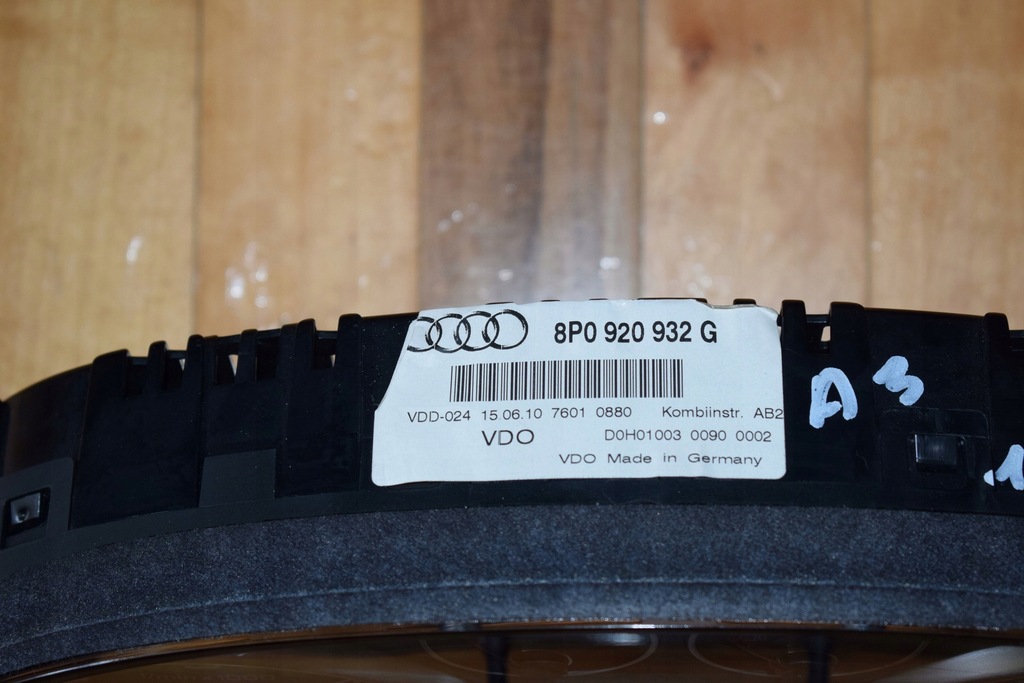 8P0 920 932 G
VDD-024 15.06.10 7601 0880 Kombiinstr. AB2
VDO D0H01003 0090 0002
VDO Made in Germany
A3